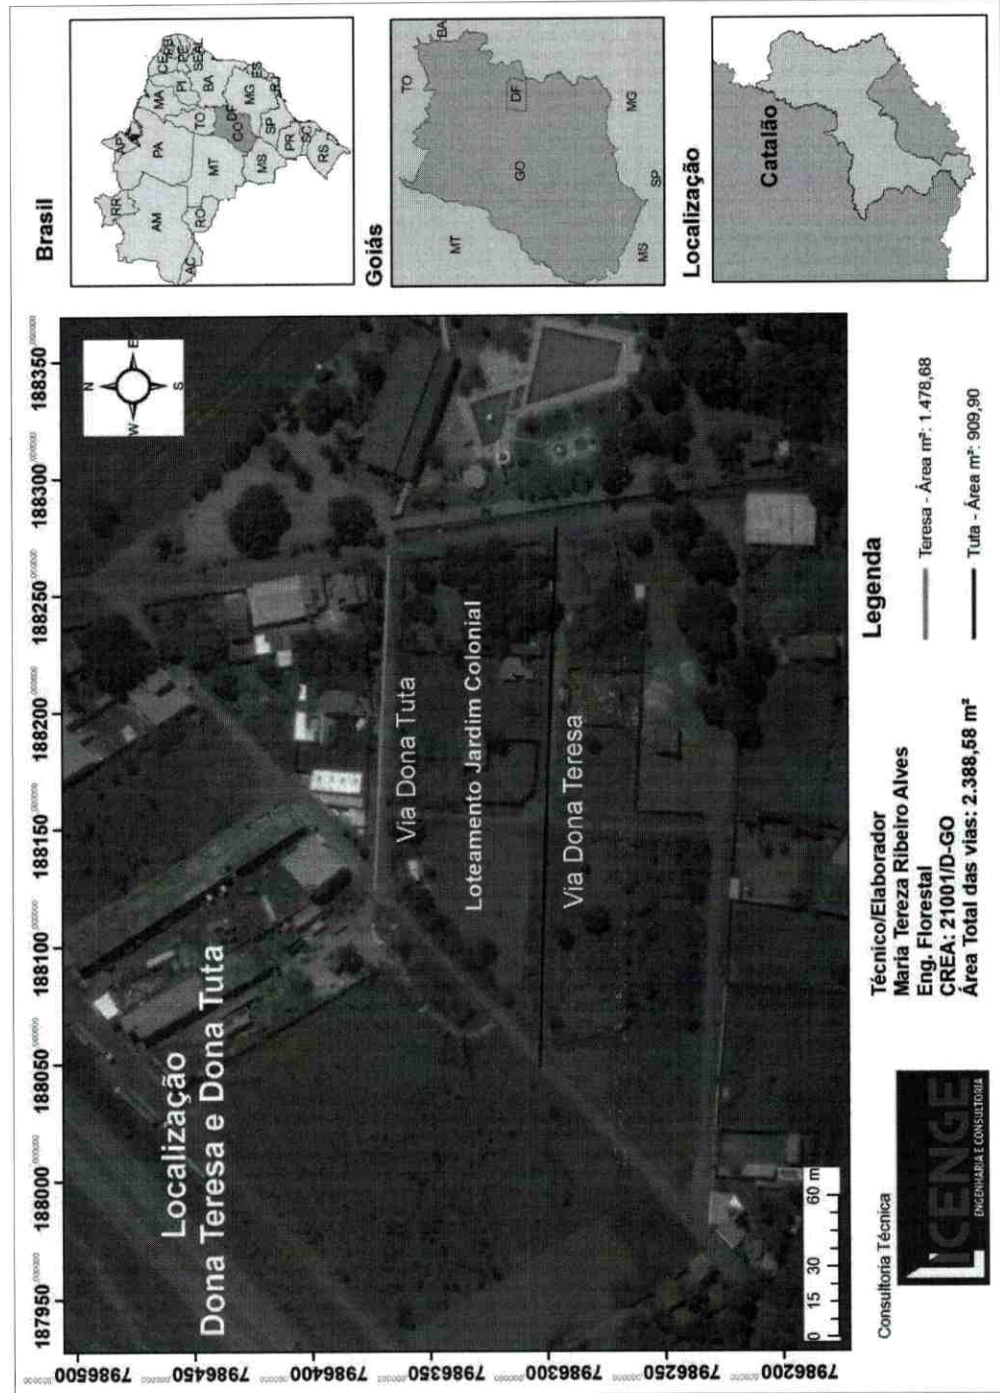 Localização
Dona Teresa e Dona Tuta
187950
188000
188050
188100
188150
188200
188250
188300
188350
7986500
7986450
7986400
7986350
7986300
7986250
7986200
N
W
E
S
Via Dona Tuta
Loteamento Jardim Colonial
Via Dona Teresa
0 15 30 60 m
Brasil
RR
AP
AM
PA
MA
CE
PB
PE
PI
SE
AL
AC
RO
TO
BA
MT
DF
GO
MG
ES
MS
SP
RJ
PR
SC
RS
Goiás
TO
BA
MT
GO
DF
MG
MS
SP
Localização
Catalão
Consultoria Técnica
ICENGE
ENGENHARIA E CONSULTORIA
Técnico/Elaborador
Maria Tereza Ribeiro Alves
Eng. Florestal
CREA: 21001/D-GO
Área Total das vias: 2.388,58 m²
Legenda
Teresa - Área m²: 1.478,68
Tuta - Área m²: 909,90